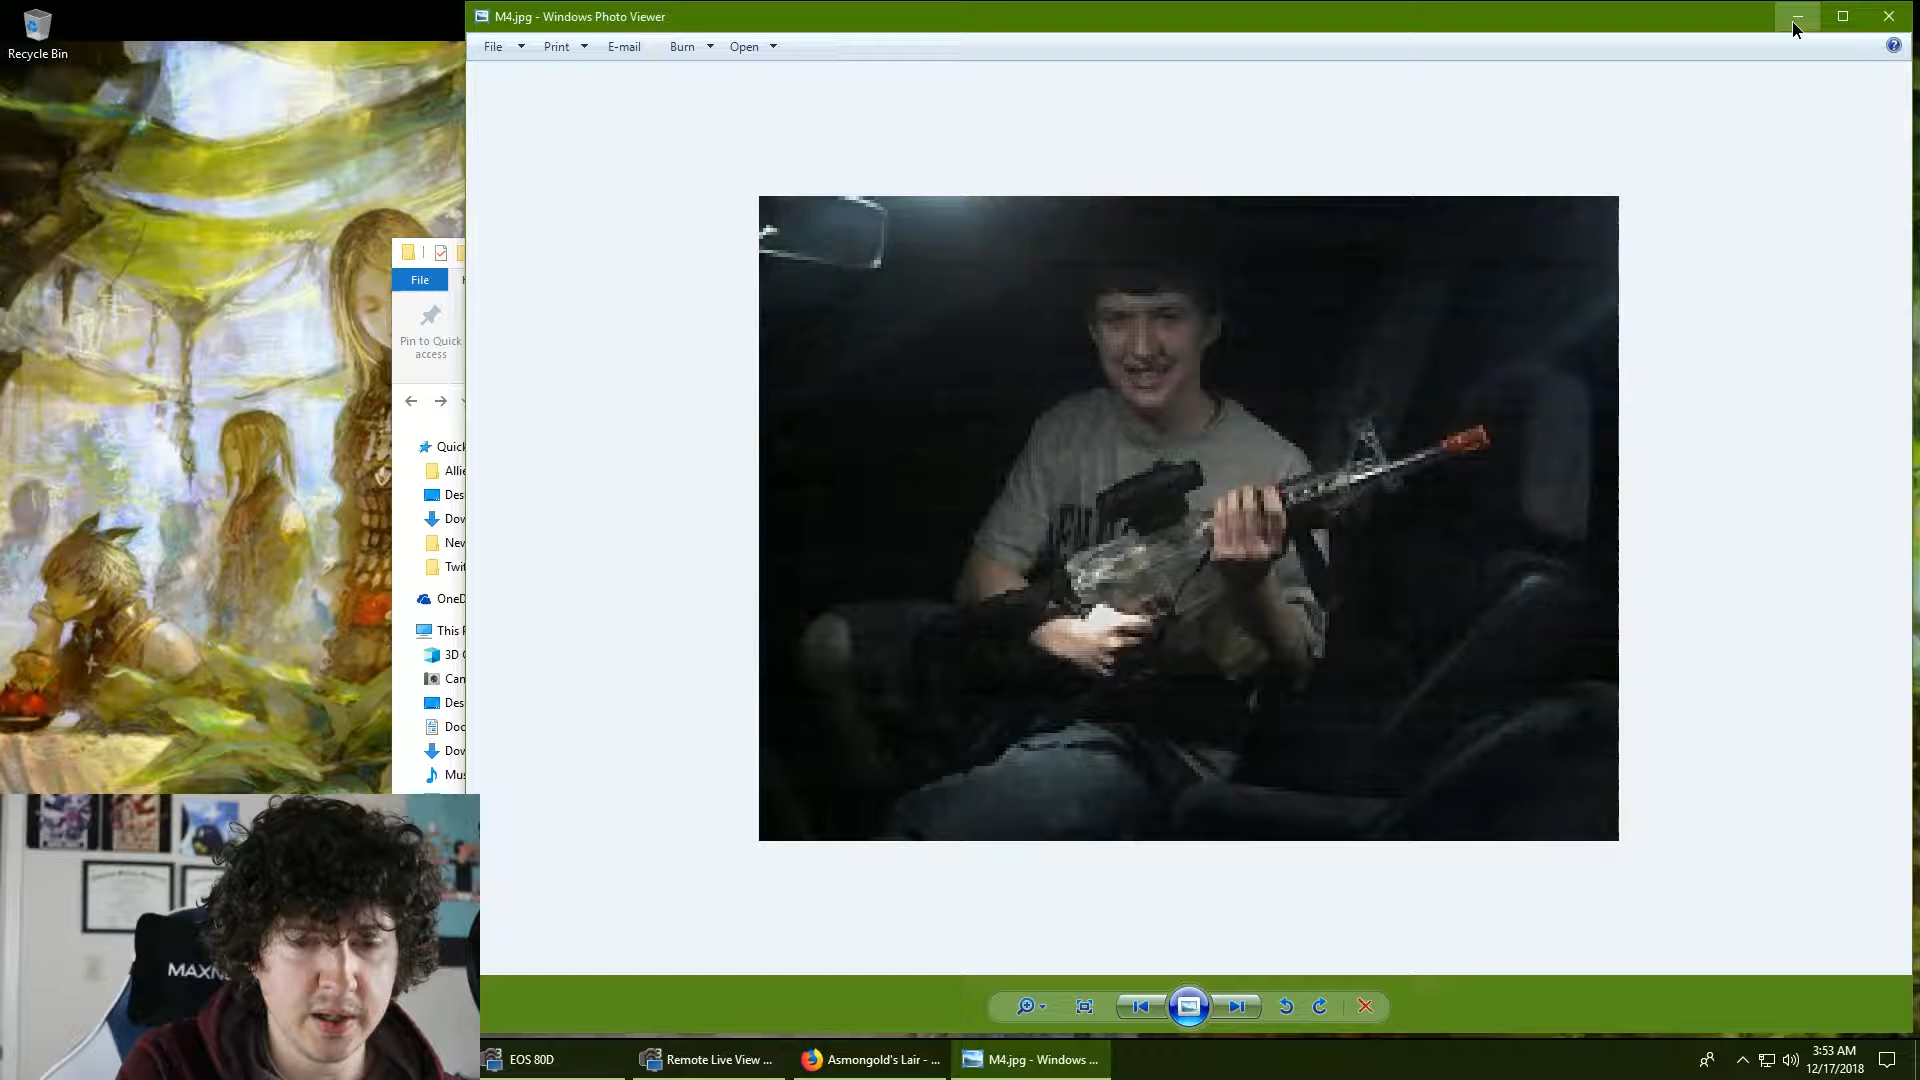 M4.jpg - Windows Photo Viewer
File Print E-mail Burn Open
Recycle Bin
File
Pin to Quick
access
Quick
Allie
Des
Dov
Nev
Twit
OneD
This P
3D O
Can
Des
Doc
Dov
Mus
MAXN
EOS 80D
Remote Live View ...
Asmongold's Lair - ...
M4.jpg - Windows ...
3:53 AM
12/17/2018